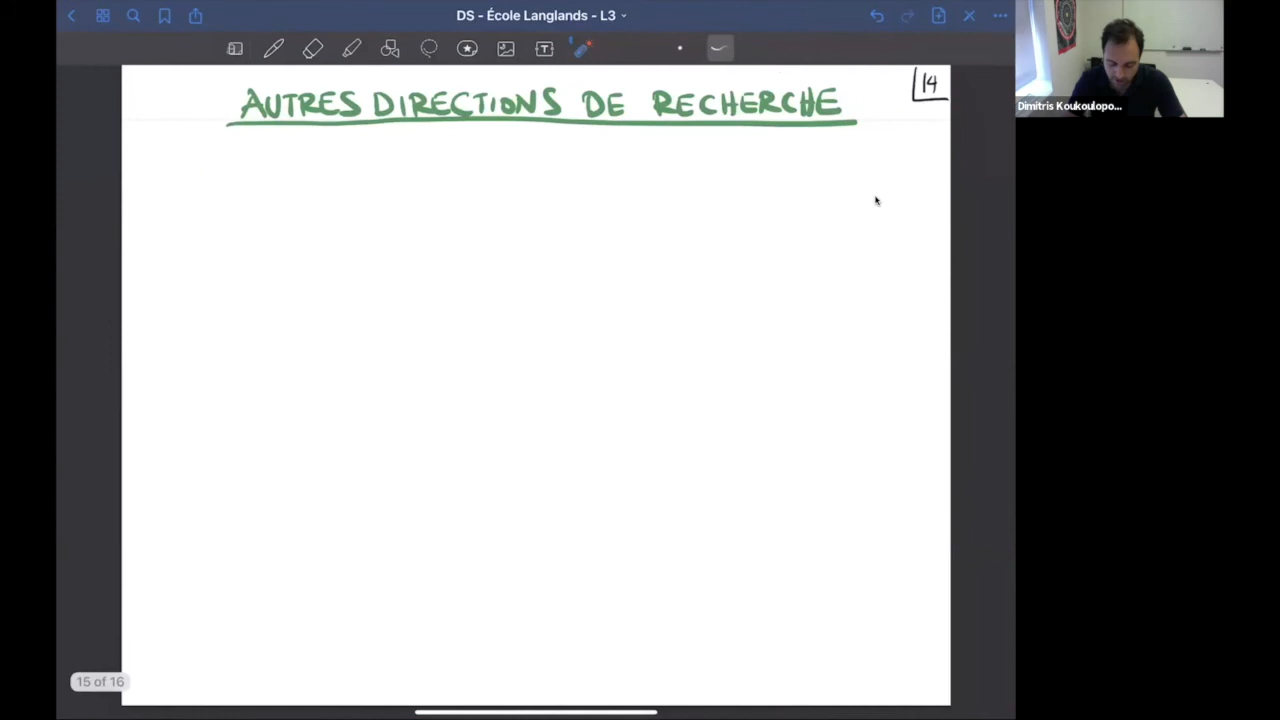 DS - École Langlands - L3
14
AUTRES DIRECTIONS DE RECHERCHE
Dimitris Koukoulopo...
15 of 16